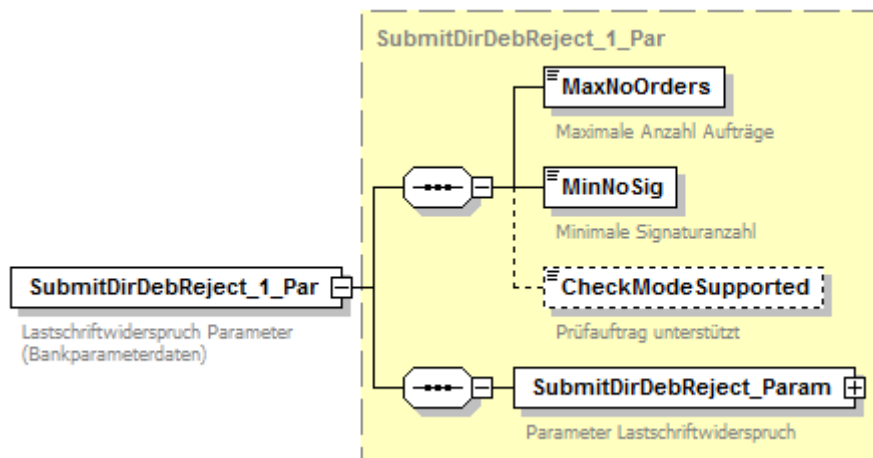 SubmitDirDebReject_1_Par
MaxNoOrders
Maximale Anzahl Aufträge
MinNoSig
Minimale Signaturanzahl
CheckModeSupported
Prüfauftrag unterstützt
SubmitDirDebReject_1_Par
Lastschriftwiderspruch Parameter
(Bankparameterdaten)
SubmitDirDebReject_Param
Parameter Lastschriftwiderspruch